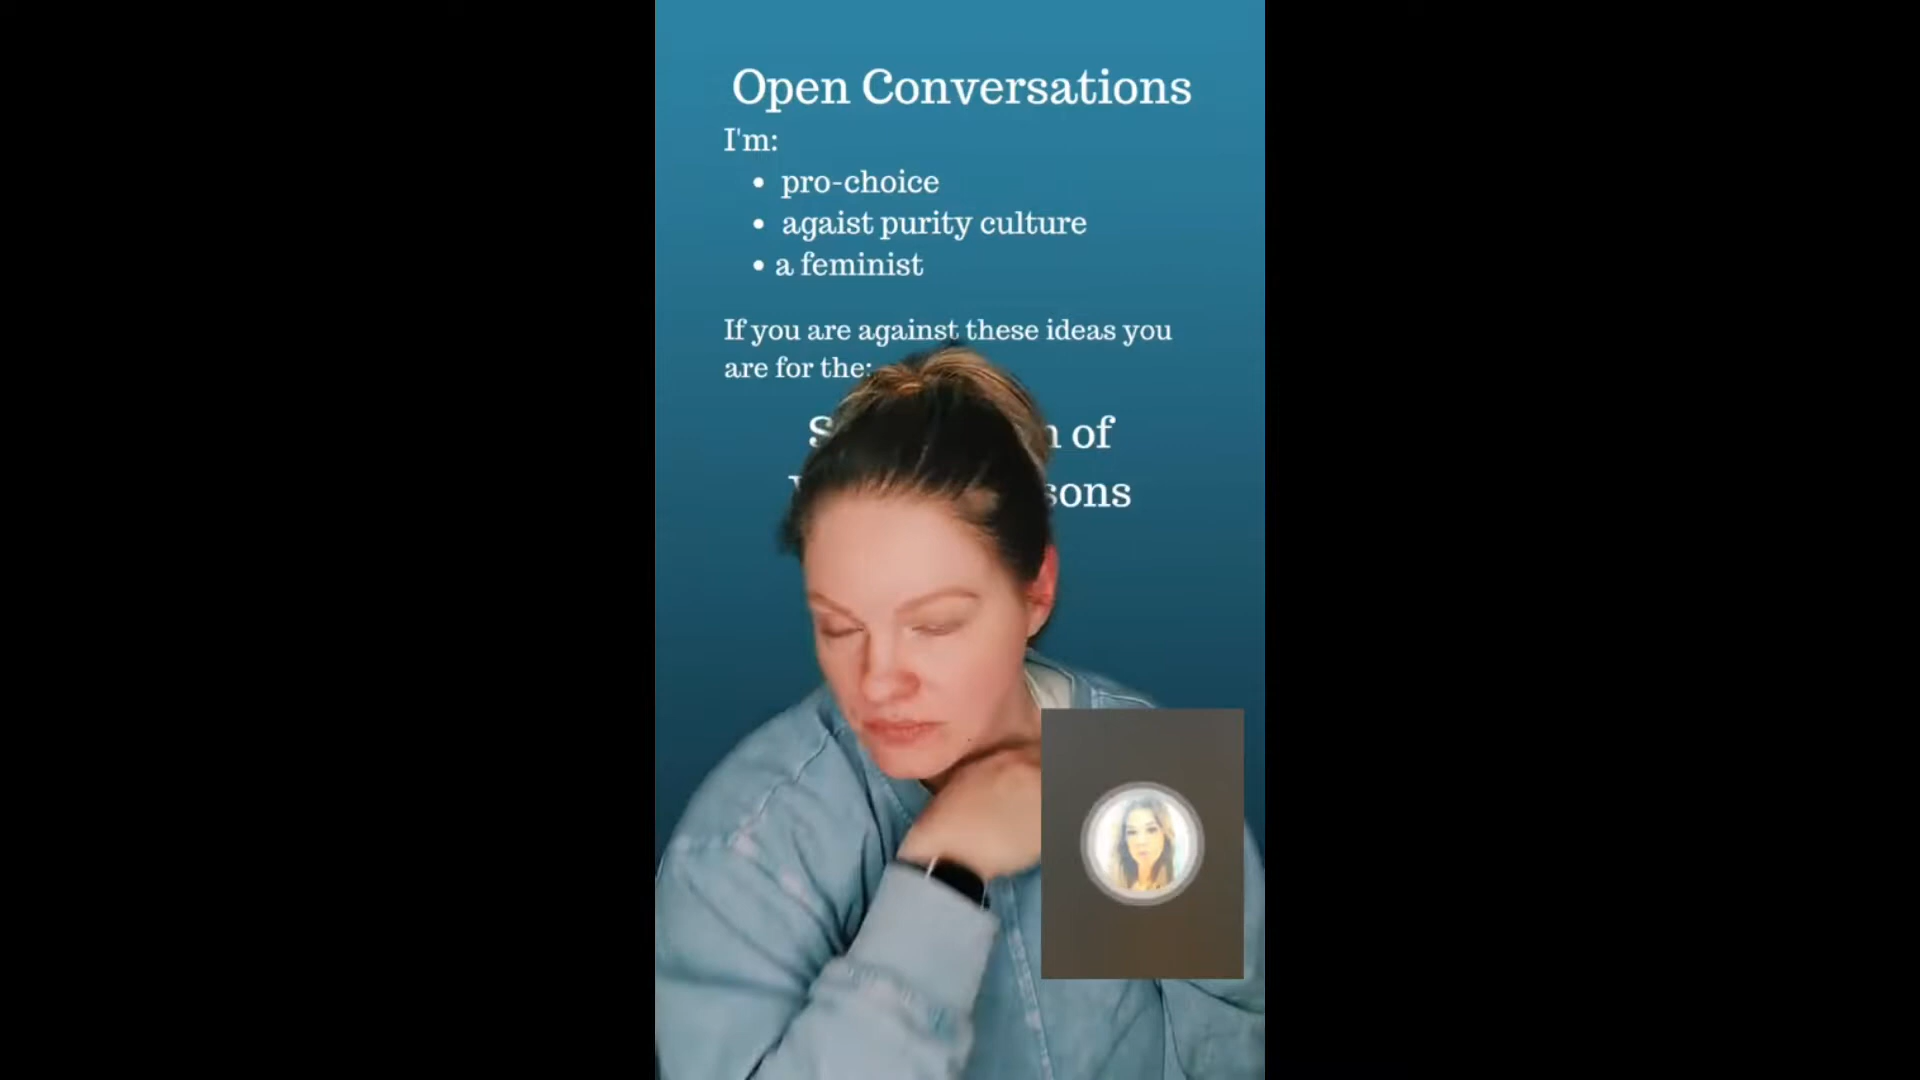 Open Conversations
I'm:
• pro-choice
• agaist purity culture
• a feminist
If you are against these ideas you
are for the:
of